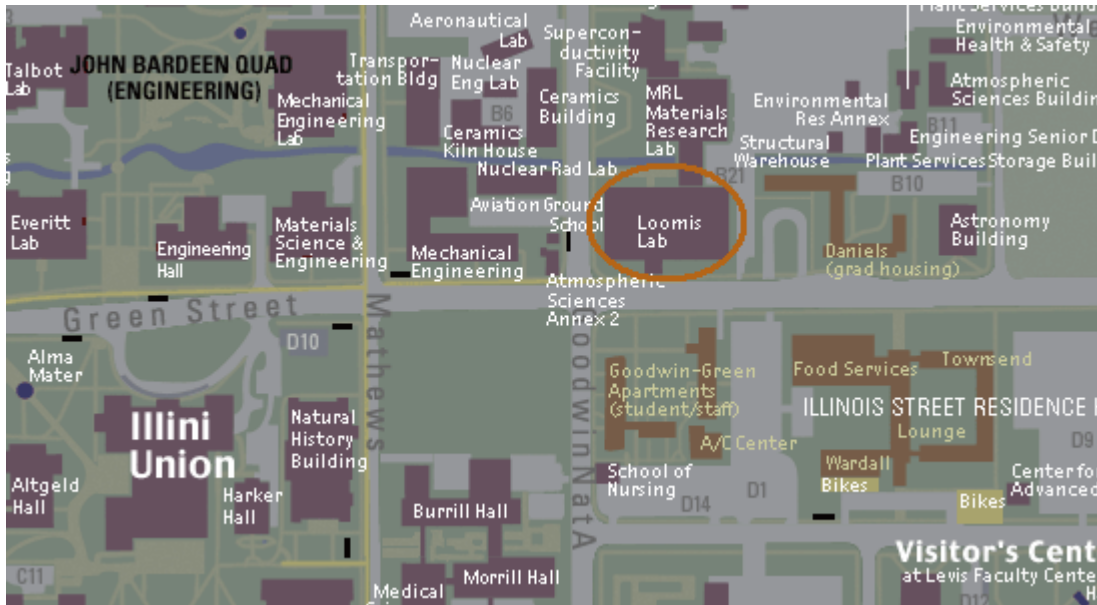 Aeronautical
Lab
Supercon-
ductivity
Facility
Environmental
Health & Safety
Talbot
Lab
JOHN BARDEEN QUAD
(ENGINEERING)
Transpor-
tation Bldg
Nuclear
Eng Lab
Mechanical
Engineering
Lab
B6
Ceramics
Building
Ceramics
Kiln House
MRL
Materials
Research
Lab
Environmental
Res Annex
Atmospheric
Sciences Building
B11
Structural
Warehouse
Engineering Senior D
Plant Services
Storage Buil
Nuclear Rad Lab
B21
B10
Everitt
Lab
Engineering
Hall
Materials
Science &
Engineering
Mechanical
Engineering
Aviation Ground
School
Loomis
Lab
Daniels
(grad housing)
Astronomy
Building
Atmospheric
Sciences
Annex 2
Green Street
Mathews
Goodwin
N
at
A
D10
Alma
Mater
Illini
Union
Natural
History
Building
Goodwin-Green
Apartments
(student/staff)
A/C Center
Food Services
Townsend
ILLINOIS STREET RESIDENCE H
Lounge
D9
Altgeld
Hall
Harker
Hall
School of
Nursing
Wardall
Bikes
Bikes
Center for
Advanced
D14
D1
Burrill Hall
Morrill Hall
Medical
Visitor's Cent
at Levis Faculty Cente
C11
D12